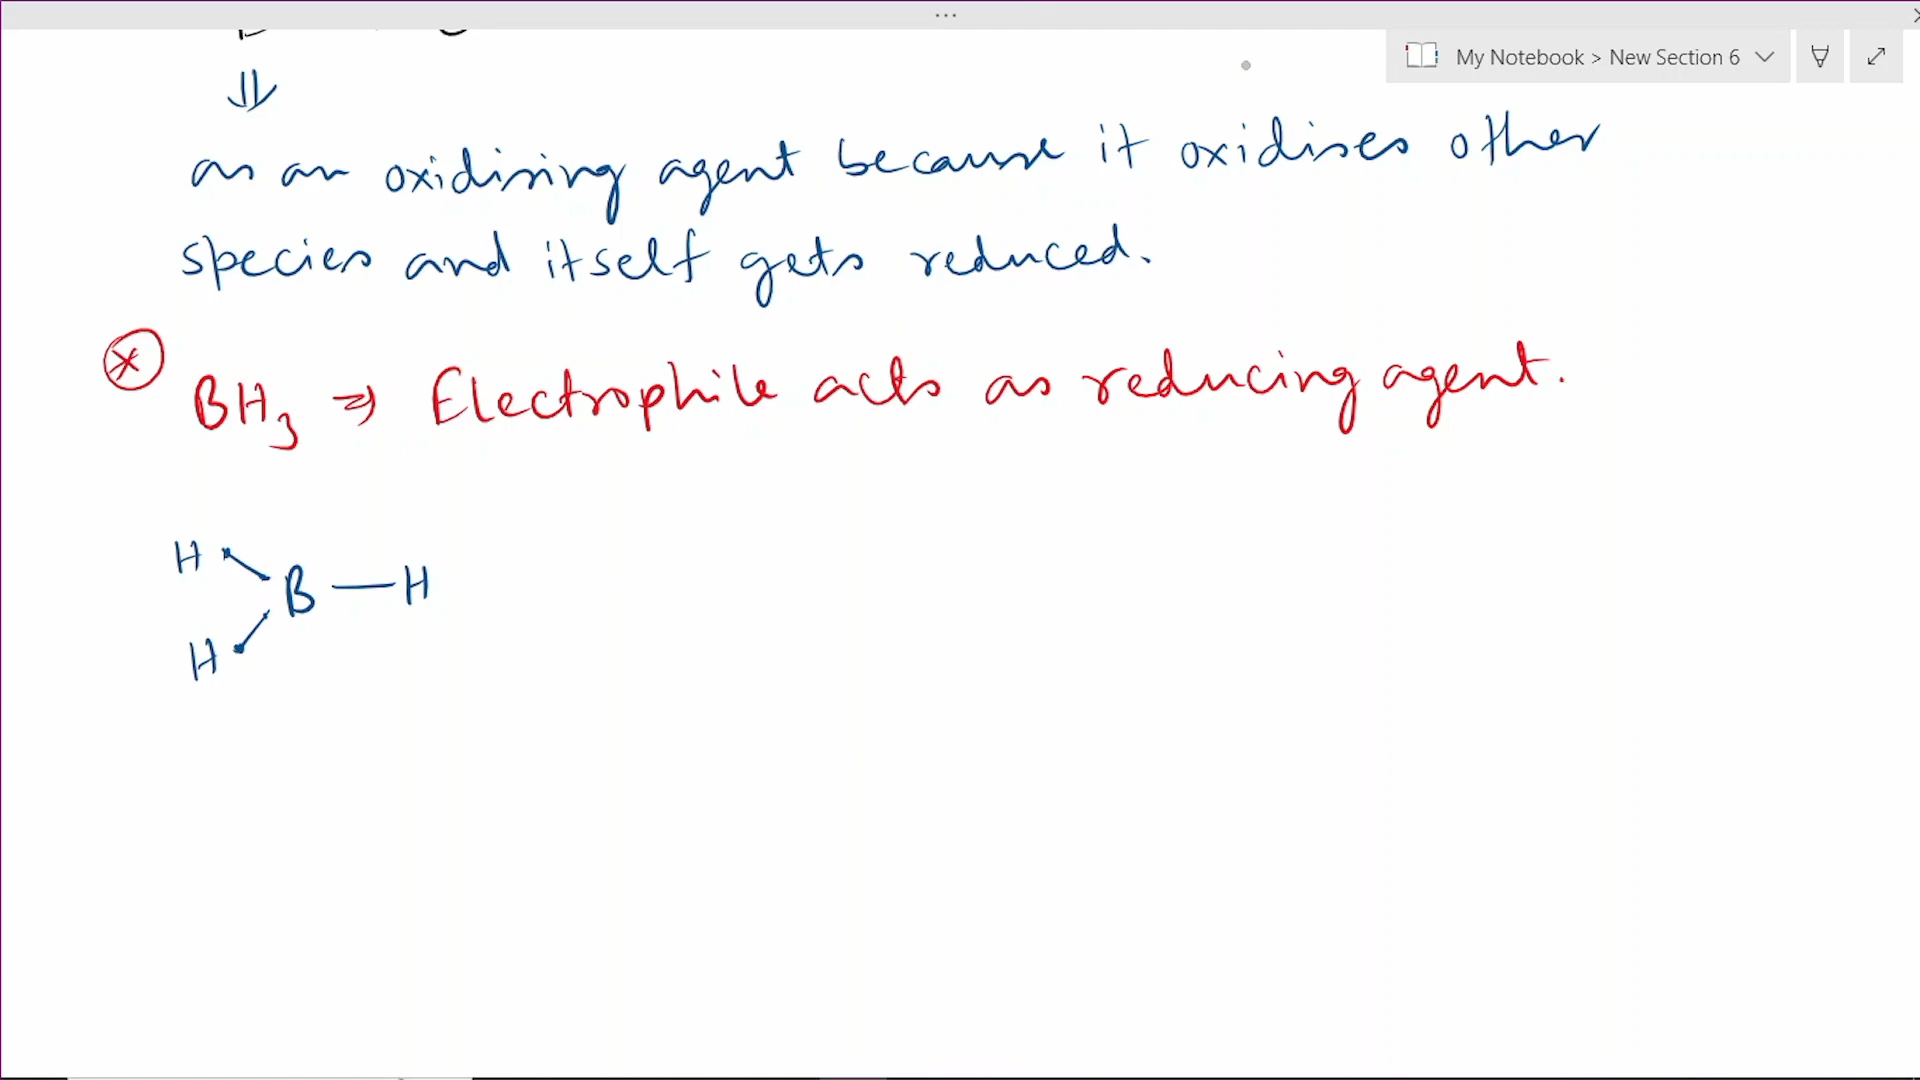 ...
My Notebook > New Section 6
as an oxidising agent because it oxidises other
species and itself gets reduced.
BH3 ⇒ Electrophile acts as reducing agent.
H
B — H
H